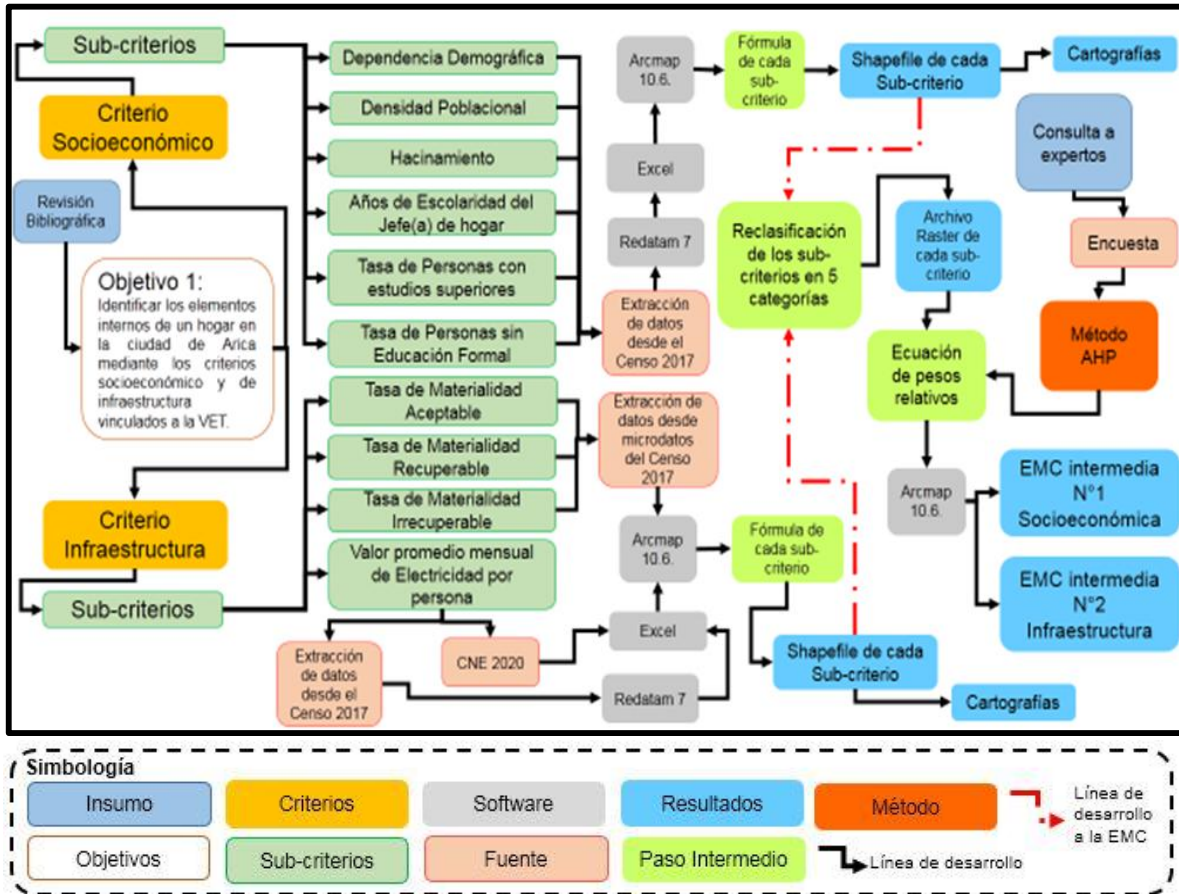 Sub-criterios
Criterio
Socioeconómico
Revisión
Bibliográfica
Objetivo 1:
Identificar los elementos
internos de un hogar en
la ciudad de Arica
mediante los criterios
socioeconómico y de
infraestructura
vinculados a la VET.
Criterio
Infraestructura
Sub-criterios
Dependencia Demográfica
Densidad Poblacional
Hacinamiento
Años de Escolaridad del
Jefe(a) de hogar
Tasa de Personas con
estudios superiores
Tasa de Personas sin
Educación Formal
Tasa de Materialidad
Aceptable
Tasa de Materialidad
Recuperable
Tasa de Materialidad
Irrecuperable
Valor promedio mensual
de Electricidad por
persona
Extracción
de datos
desde el
Censo 2017
CNE 2020
Arcmap
10.6.
Excel
Redatam 7
Extracción
de datos
desde el
Censo 2017
Extracción de
datos desde
microdatos
del Censo
2017
Arcmap
10.6.
Excel
Redatam 7
Fórmula
de cada
sub-
criterio
Shapefile de cada
Sub-criterio
Cartografías
Reclasificación
de los sub-
criterios en 5
categorías
Archivo
Raster de
cada sub-
criterio
Consulta a
expertos
Encuesta
Método
AHP
Ecuación
de pesos
relativos
Arcmap
10.6.
EMC intermedia
N°1
Socioeconómica
EMC intermedia
N°2
Infraestructura
Fórmula de
cada sub-
criterio
Shapefile de cada
Sub-criterio
Cartografías
Simbología
Insumo
Criterios
Software
Resultados
Método
Línea de
desarrollo
a la EMC
Objetivos
Sub-criterios
Fuente
Paso Intermedio
Línea de desarrollo